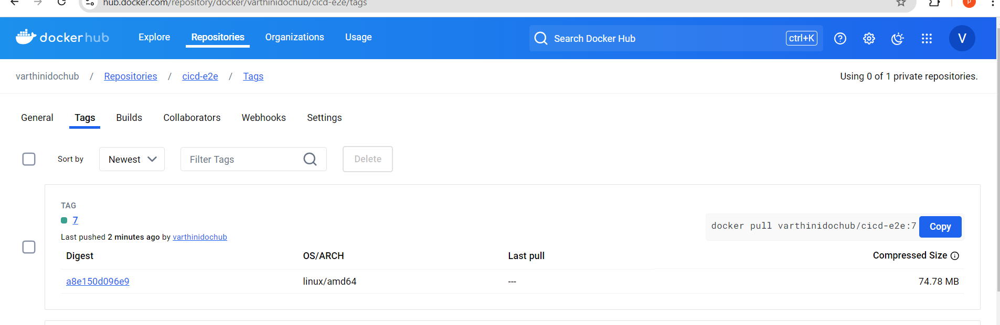 hub.docker.com/repository/docker/varthinidochub/cicd-e2e/tags
P
dockerhub Explore Repositories Organizations Usage Search Docker Hub ctrl+K V
varthinidochub / Repositories / cicd-e2e / Tags Using 0 of 1 private repositories.
General Tags Builds Collaborators Webhooks Settings
Sort by Newest Filter Tags Delete
TAG
7
docker pull varthinidochub/cicd-e2e:7 Copy
Last pushed 2 minutes ago by varthinidochub
Digest OS/ARCH Last pull Compressed Size
a8e150d096e9 linux/amd64 --- 74.78 MB